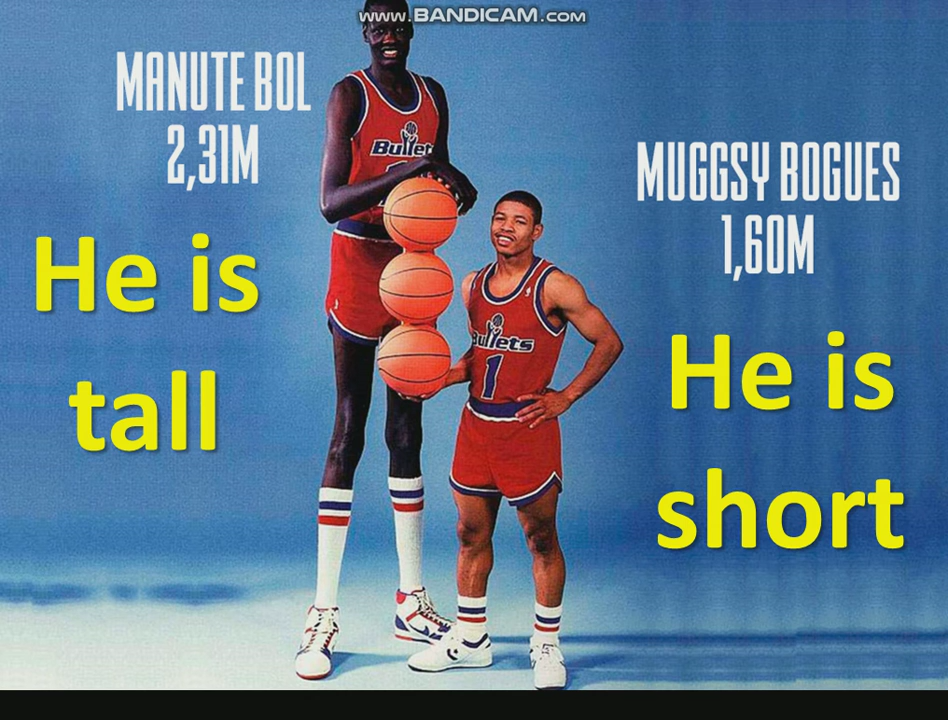 www.BANDICAM.com
MANUTE BOL
2,31M
He is
tall
MUGGSY BOGUES
1,60M
He is
short
Bullets
Bullets
1